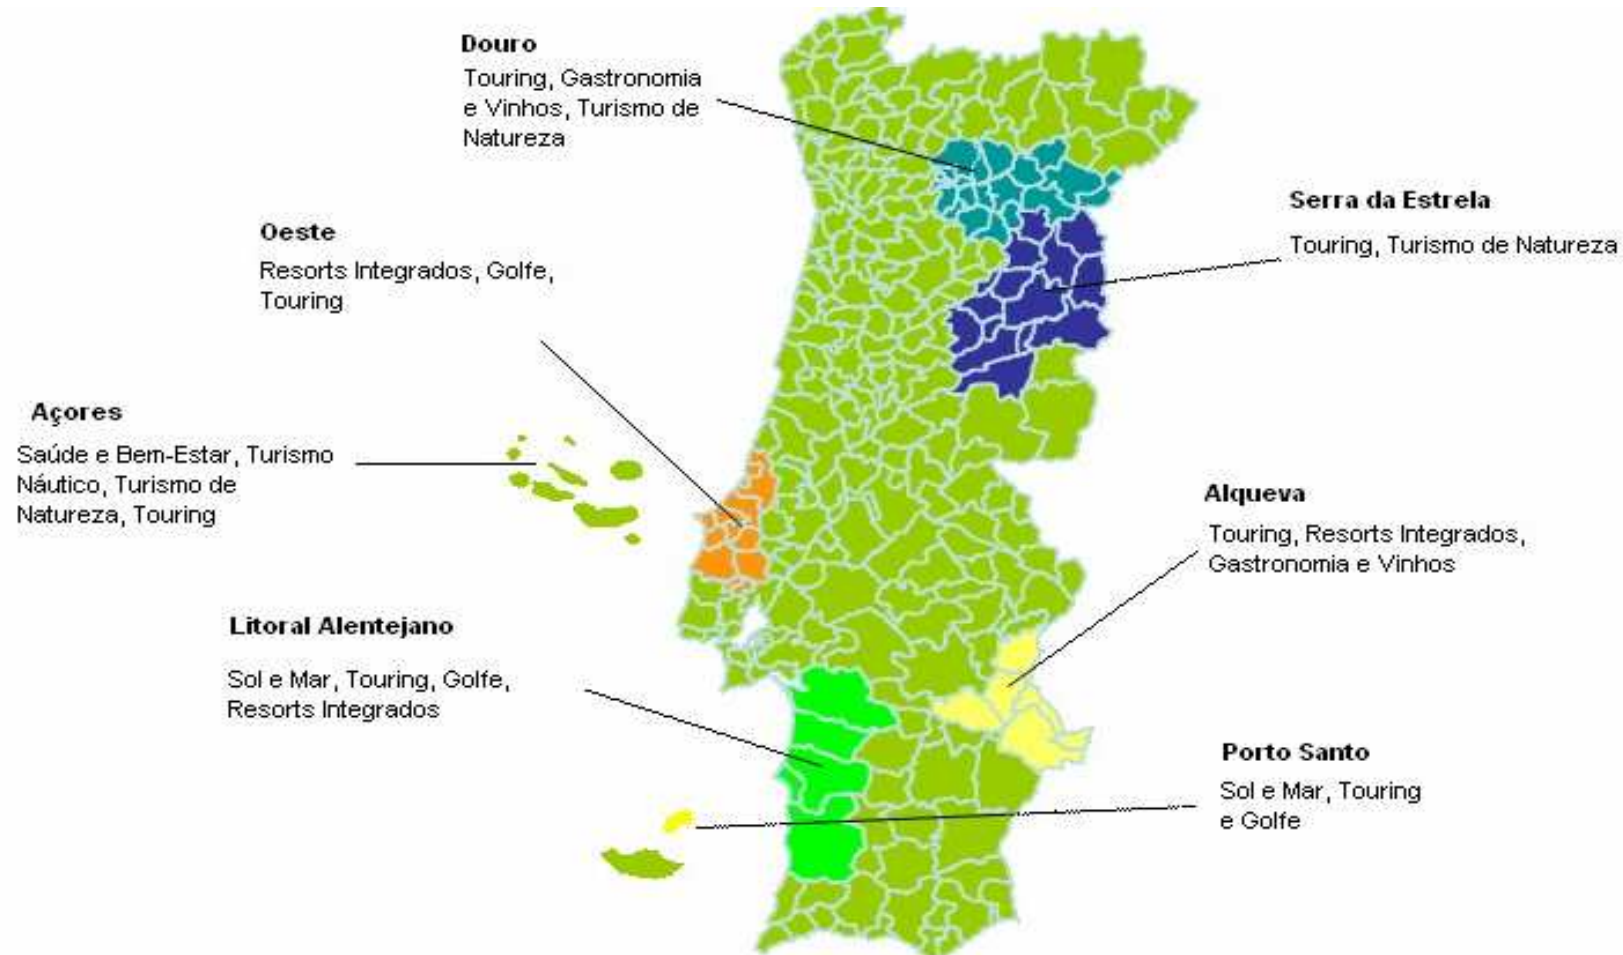 Douro
Touring, Gastronomia
e Vinhos, Turismo de
Natureza
Serra da Estrela
Touring, Turismo de Natureza
Oeste
Resorts Integrados, Golfe,
Touring
Açores
Saúde e Bem-Estar, Turismo
Náutico, Turismo de
Natureza, Touring
Alqueva
Touring, Resorts Integrados,
Gastronomia e Vinhos
Litoral Alentejano
Sol e Mar, Touring, Golfe,
Resorts Integrados
Porto Santo
Sol e Mar, Touring
e Golfe